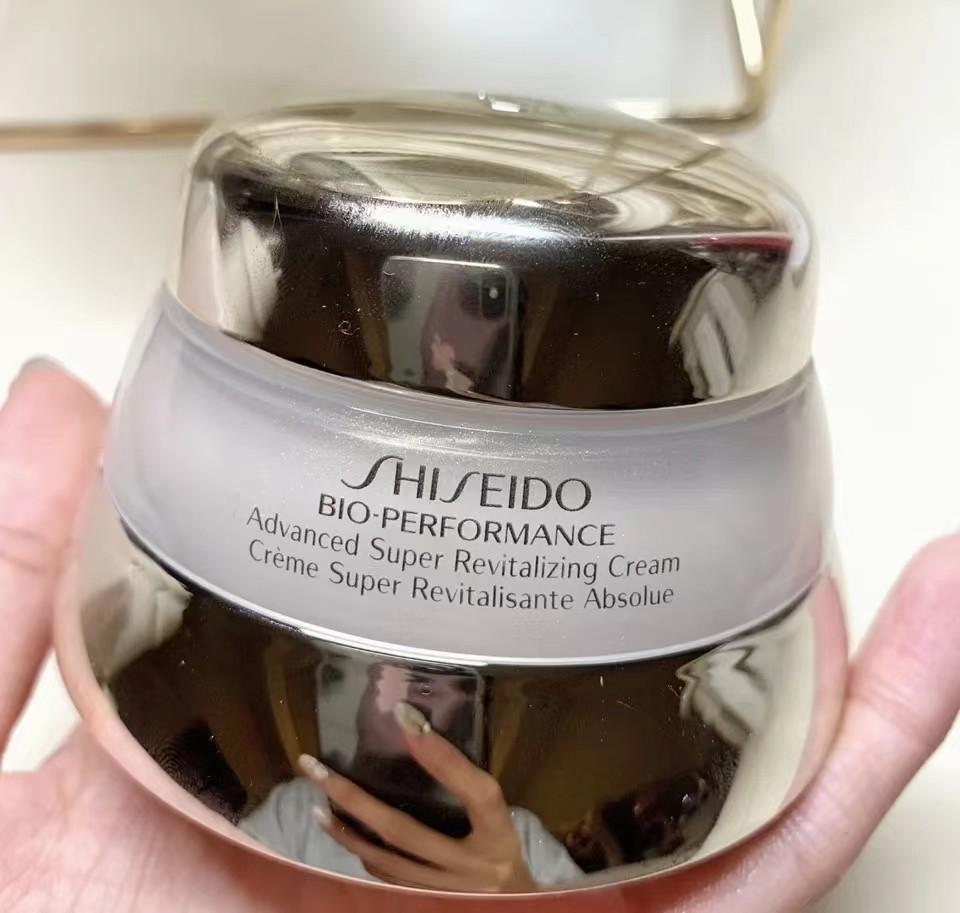 SHISEIDO
BIO-PERFORMANCE
Advanced Super Revitalizing Cream
Crème Super Revitalisante Absolue